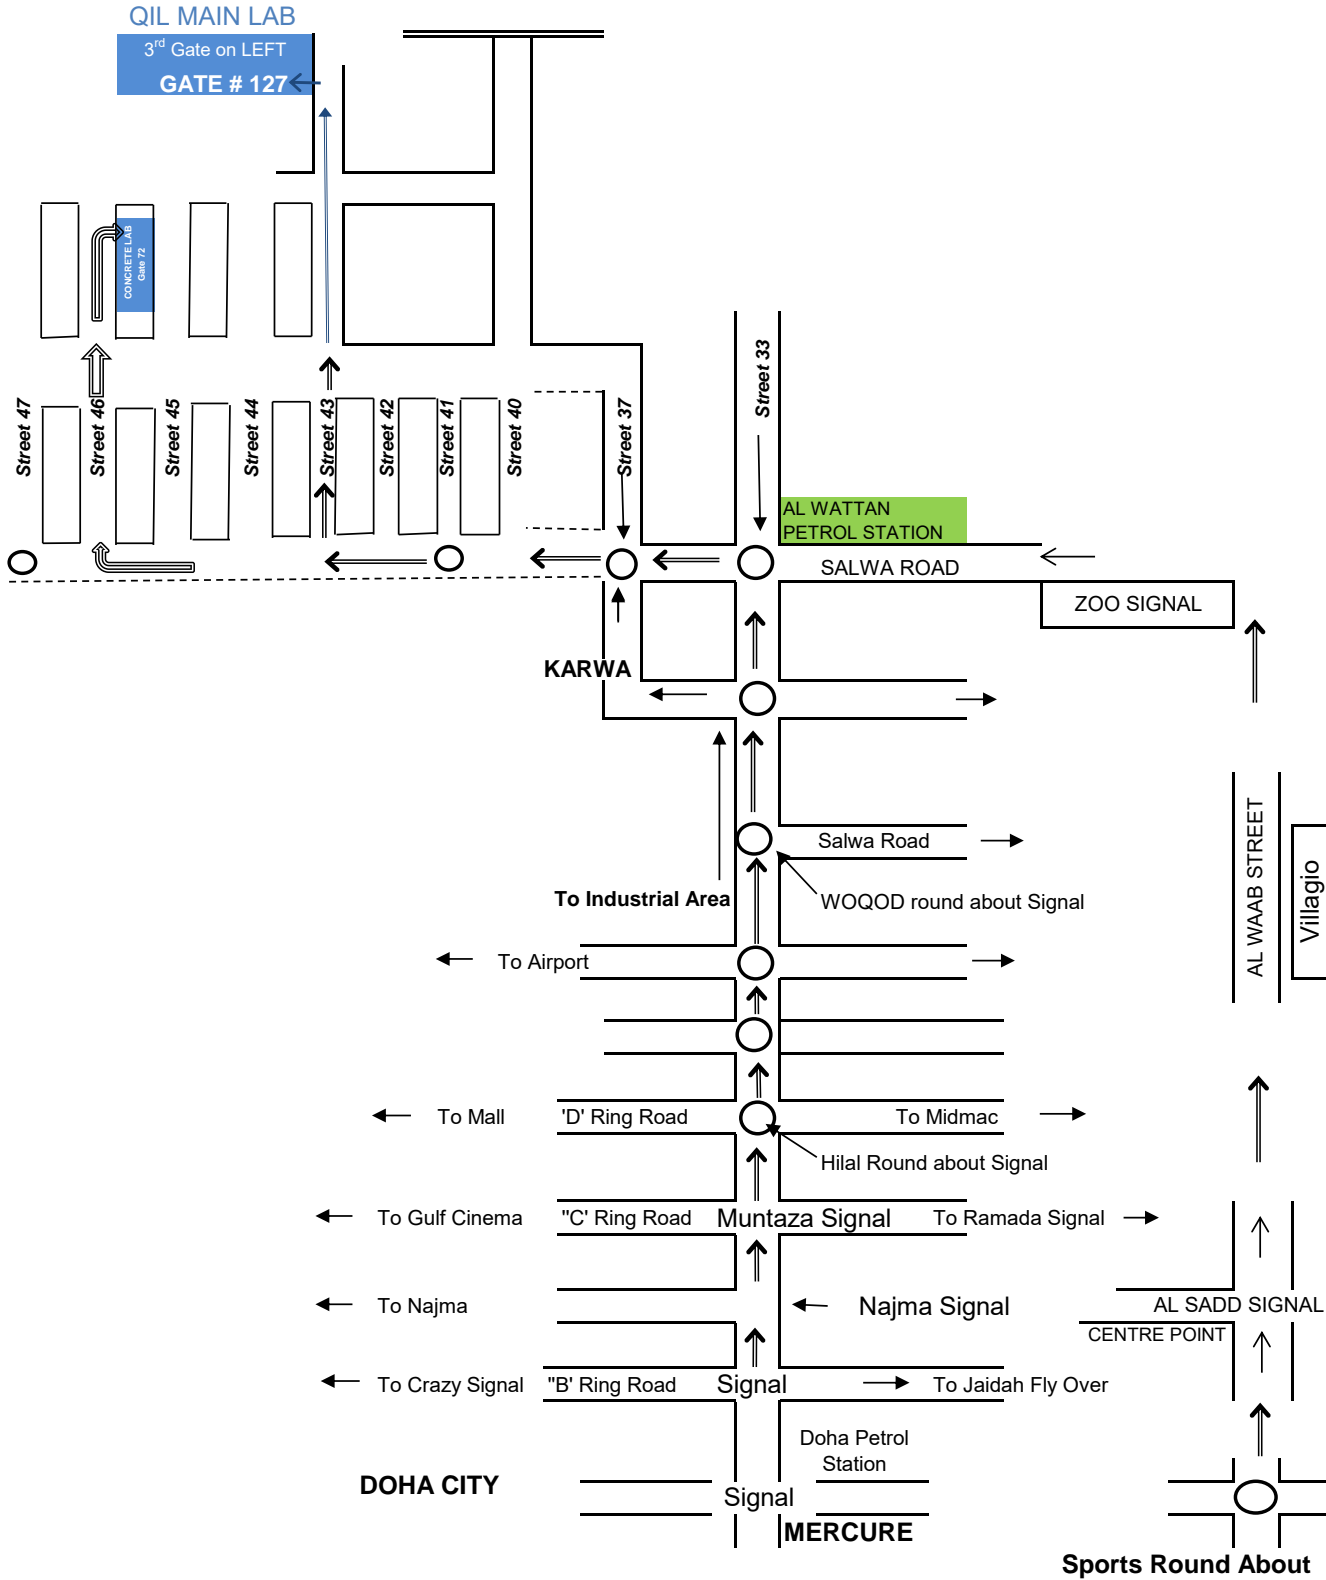 QIL MAIN LAB
3rd Gate on LEFT
GATE # 127
CONCRETE LAB
Gate 72
Street 47
Street 46
Street 45
Street 44
Street 43
Street 42
Street 41
Street 40
Street 37
Street 33
AL WATTAN
PETROL STATION
SALWA ROAD
ZOO SIGNAL
KARWA
Salwa Road
To Industrial Area
WOQOD round about Signal
AL WAAB STREET
Villagio
To Airport
To Mall
'D' Ring Road
To Midmac
Hilal Round about Signal
To Gulf Cinema
"C' Ring Road
Muntaza Signal
To Ramada Signal
To Najma
Najma Signal
AL SADD SIGNAL
CENTRE POINT
To Crazy Signal
"B' Ring Road
Signal
To Jaidah Fly Over
Doha Petrol
Station
DOHA CITY
Signal
MERCURE
Sports Round About